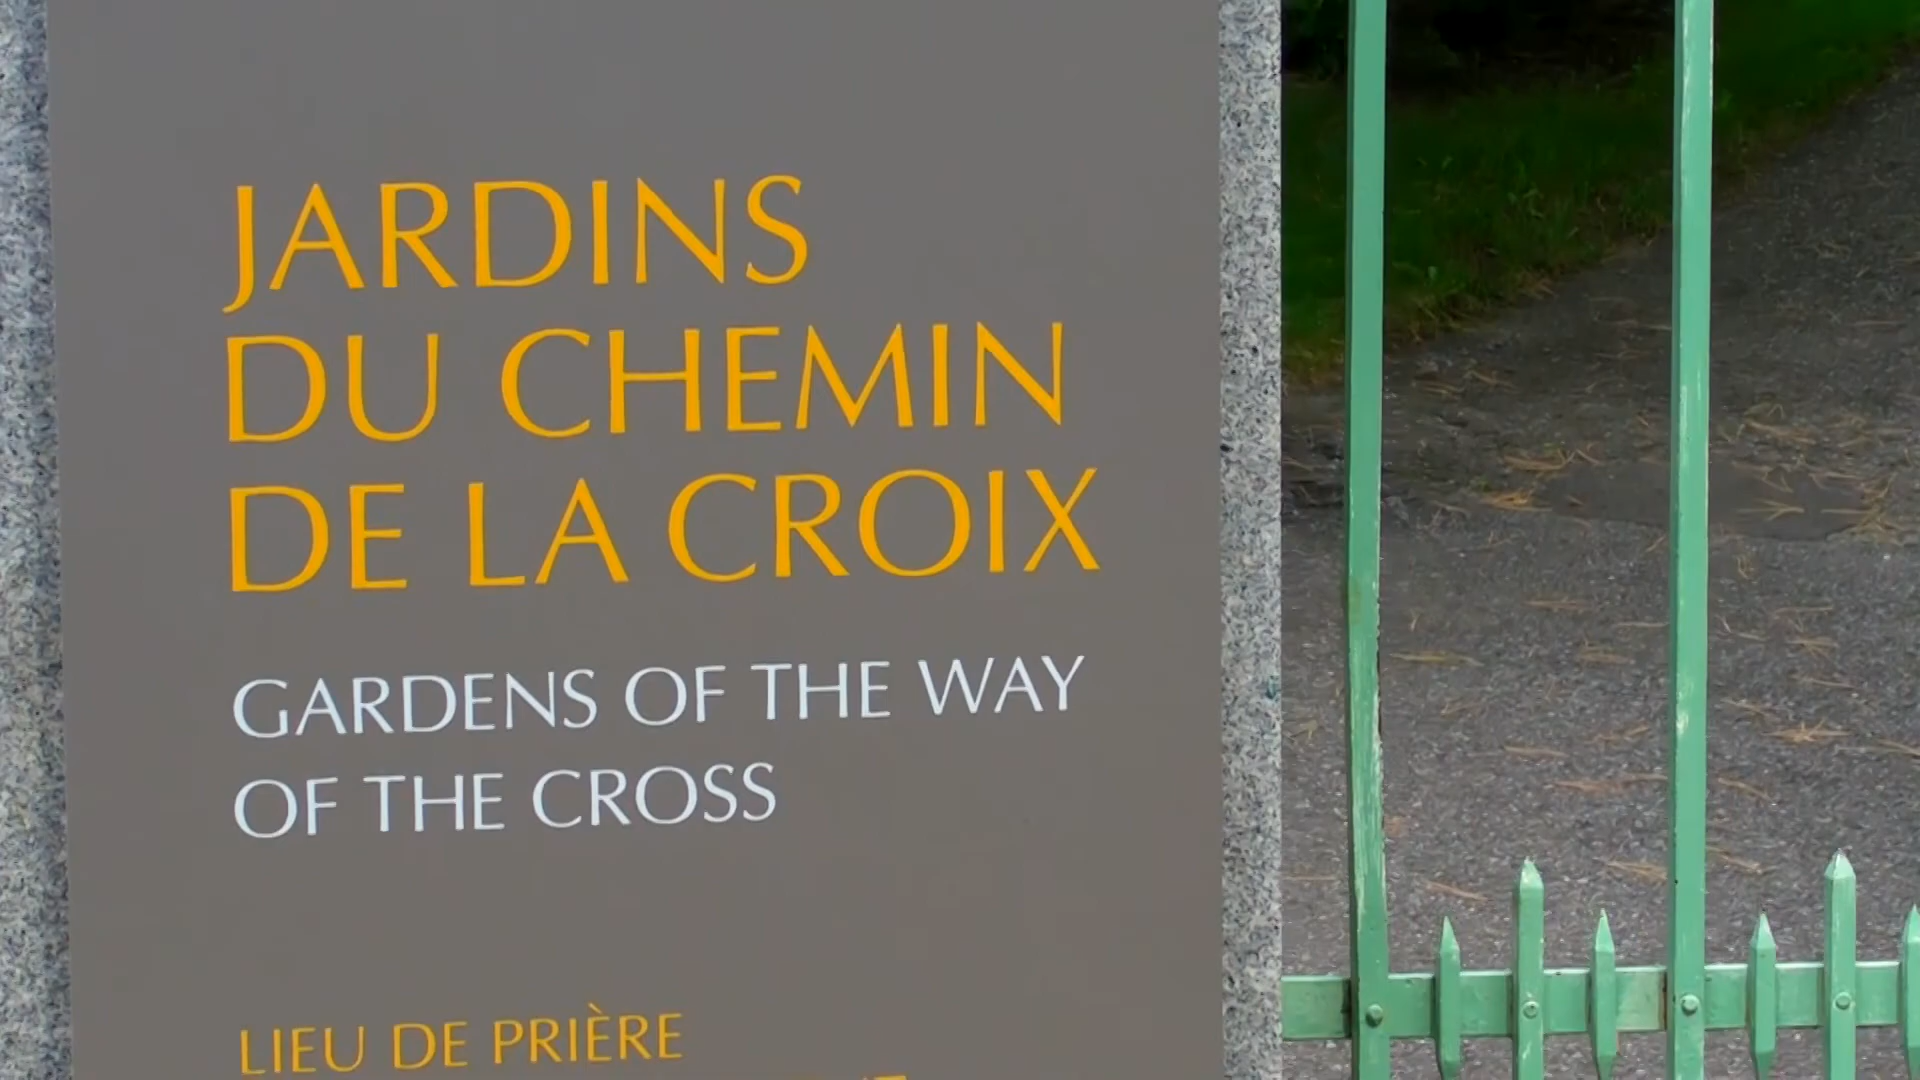 JARDINS
DU CHEMIN
DE LA CROIX
GARDENS OF THE WAY
OF THE CROSS
LIEU DE PRIÈRE